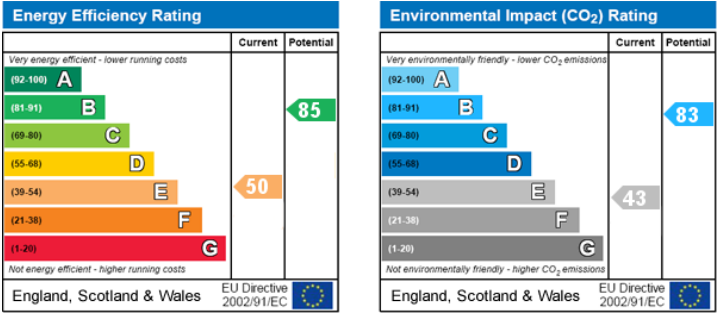 Energy Efficiency Rating
Current Potential
Very energy efficient - lower running costs
(92-100) A
(81-91) B
(69-80) C
(55-68) D
(39-54) E
(21-38) F
(1-20) G
85
50
Not energy efficient - higher running costs
England, Scotland & Wales
EU Directive
2002/91/EC
Environmental Impact (CO₂) Rating
Current Potential
Very environmentally friendly - lower CO₂ emissions
(92-100) A
(81-91) B
(69-80) C
(55-68) D
(39-54) E
(21-38) F
(1-20) G
83
43
Not environmentally friendly - higher CO₂ emissions
England, Scotland & Wales
EU Directive
2002/91/EC